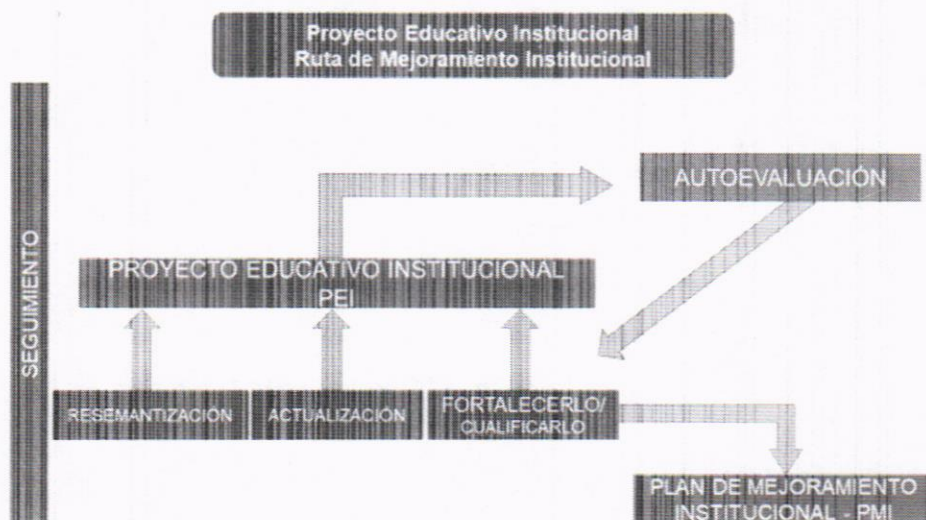 Proyecto Educativo Institucional
Ruta de Mejoramiento Institucional
SEGUIMIENTO
AUTOEVALUACIÓN
PROYECTO EDUCATIVO INSTITUCIONAL
PEI
RESEMANTIZACIÓN
ACTUALIZACIÓN
FORTALECERLO/
CUALIFICARLO
PLAN DE MEJORAMIENTO
INSTITUCIONAL - PMI